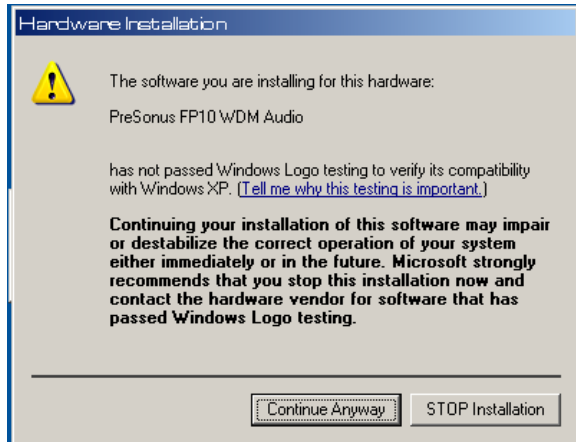 Hardware Installation
The software you are installing for this hardware:
PreSonus FP10 WDM Audio
has not passed Windows Logo testing to verify its compatibility
with Windows XP. (Tell me why this testing is important.)
Continuing your installation of this software may impair
or destabilize the correct operation of your system
either immediately or in the future. Microsoft strongly
recommends that you stop this installation now and
contact the hardware vendor for software that has
passed Windows Logo testing.
Continue Anyway
STOP Installation